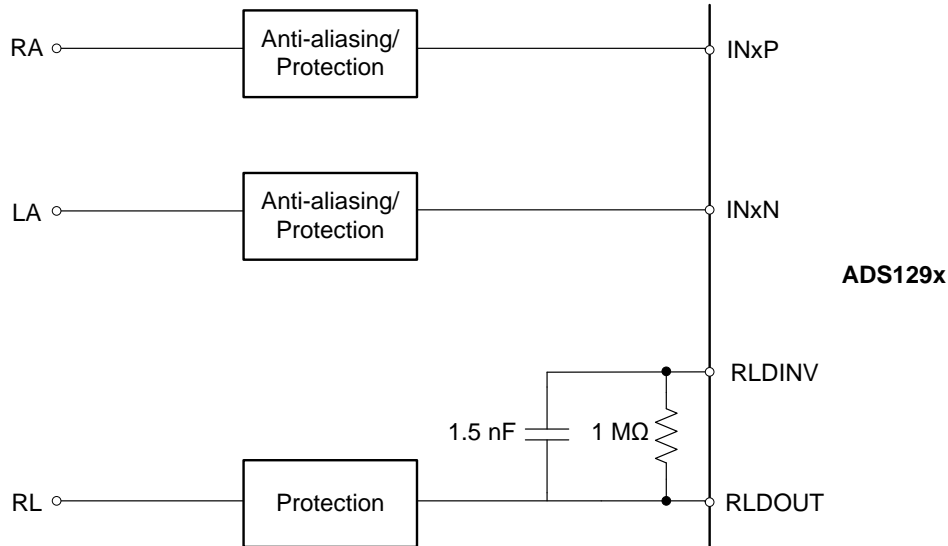 RA
Anti-aliasing/
Protection
INxP
LA
Anti-aliasing/
Protection
INxN
ADS129x
RLDINV
1.5 nF
1 MΩ
RL
Protection
RLDOUT